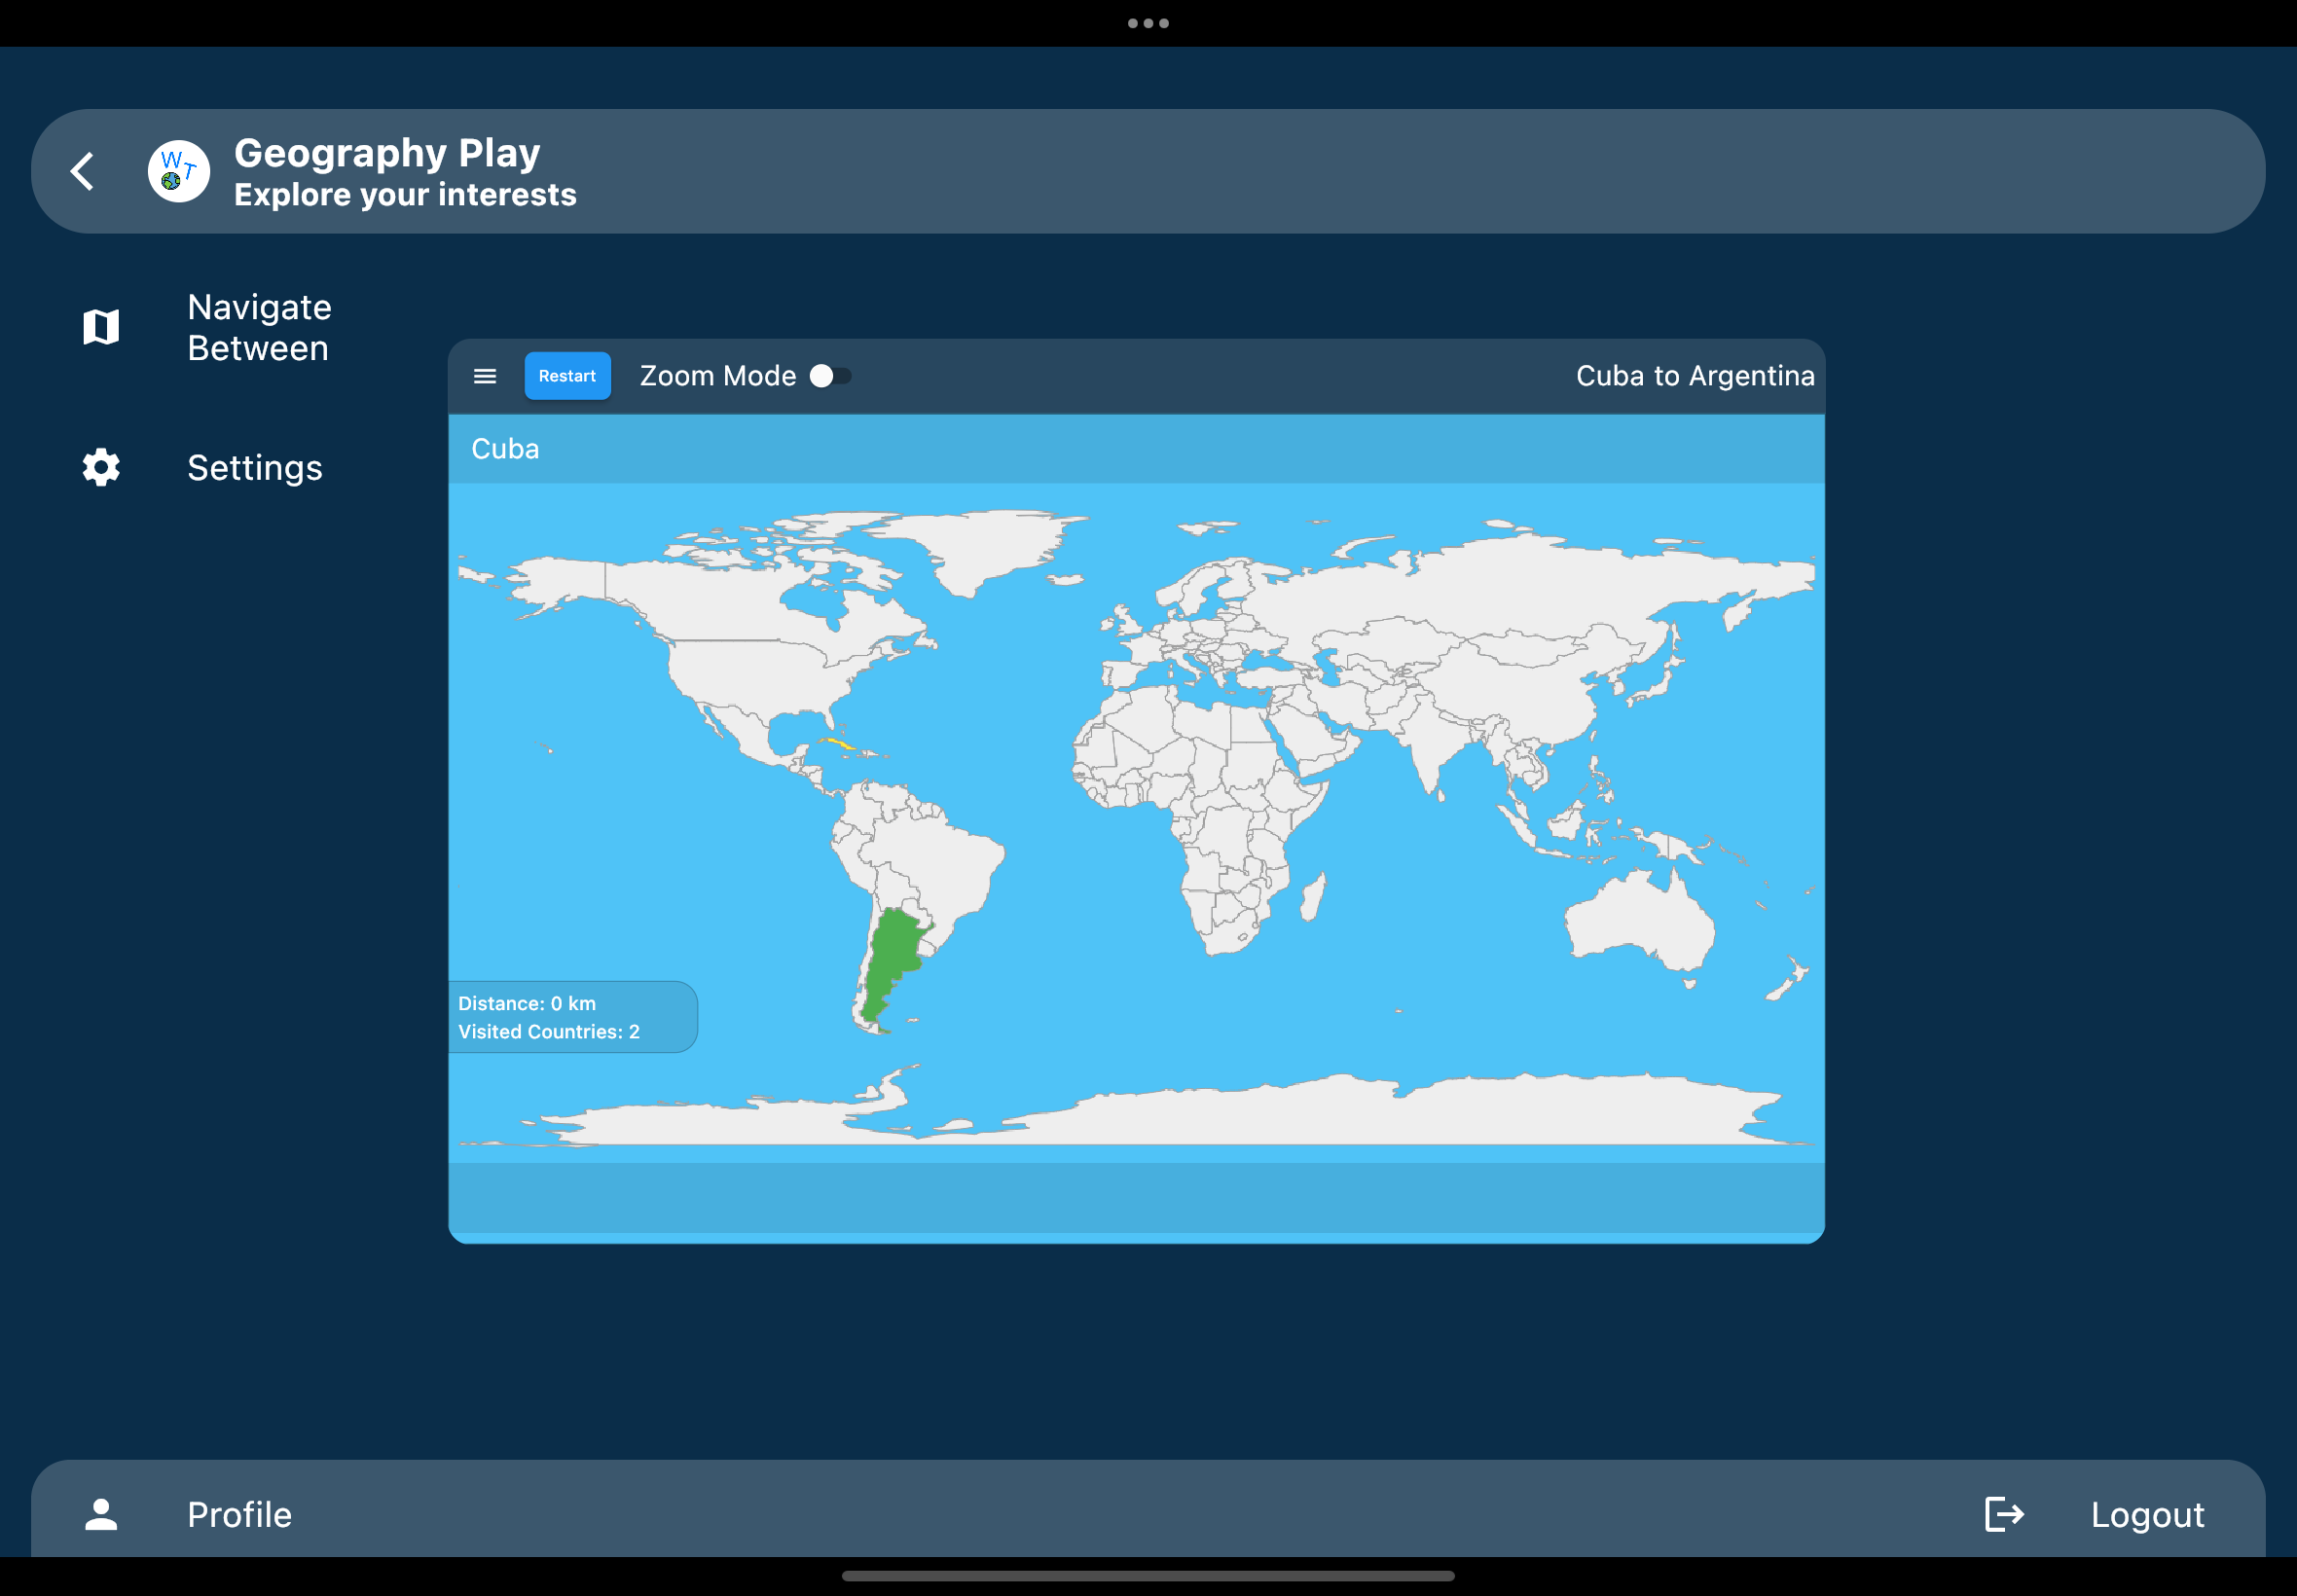 W T
Geography Play
Explore your interests
Navigate
Between
Settings
Restart
Zoom Mode
Cuba to Argentina
Cuba
Distance: 0 km
Visited Countries: 2
Profile
Logout